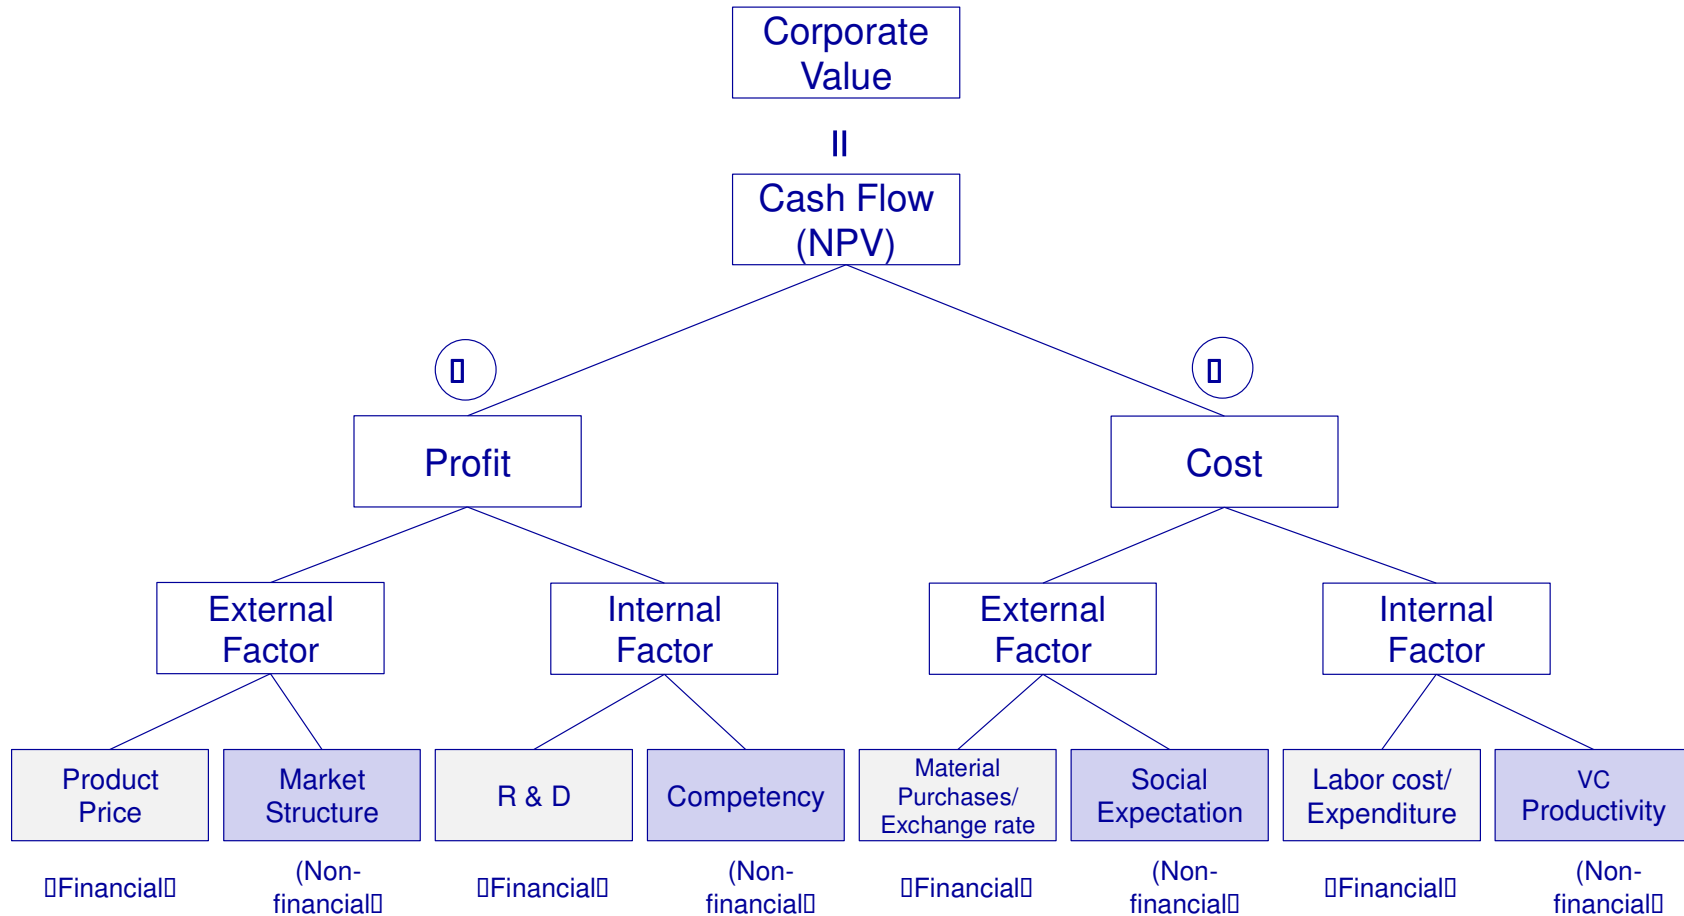 Corporate
Value
=
Cash Flow
(NPV)
Profit
Cost
External
Factor
Internal
Factor
External
Factor
Internal
Factor
Product
Price
Market
Structure
R & D
Competency
Material
Purchases/
Exchange rate
Social
Expectation
Labor cost/
Expenditure
VC
Productivity
▯Financial▯
(Non-
financial▯
▯Financial▯
(Non-
financial▯
▯Financial▯
(Non-
financial▯
▯Financial▯
(Non-
financial▯